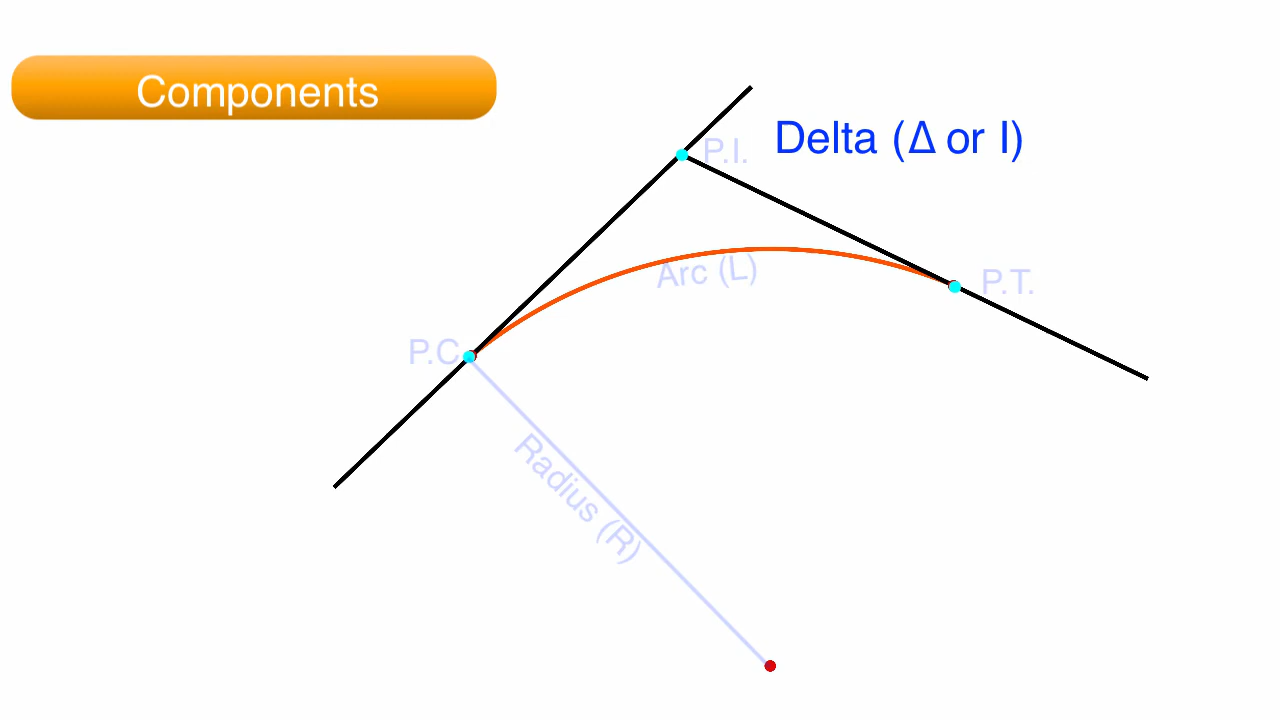 Components
Delta (Δ or I)
P.I.
Arc (L)
P.T.
P.C
Radius (R)